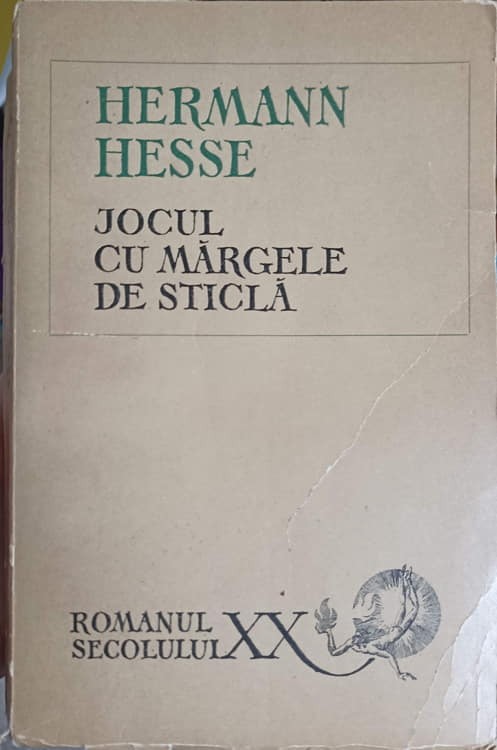 HERMANN
HESSE
JOCUL
CU MĂRGELE
DE STICLĂ
ROMANUL
SECOLULUI XX